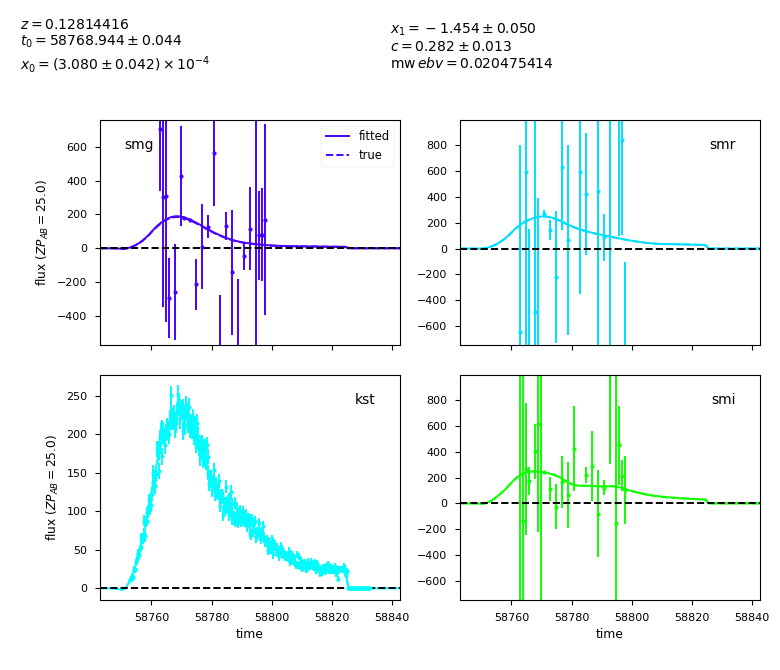 z = 0.12814416
t₀ = 58768.944 ± 0.044
x₀ = (3.080 ± 0.042) × 10⁻⁴
x₁ = −1.454 ± 0.050
c = 0.282 ± 0.013
mw ebv = 0.020475414
smg
fitted
true
flux (ZP_AB = 25.0)
600
400
200
0
−200
−400
smr
800
600
400
200
0
−200
−400
−600
kst
flux (ZP_AB = 25.0)
250
200
150
100
50
0
58760 58780 58800 58820 58840
time
smi
800
600
400
200
0
−200
−400
−600
58760 58780 58800 58820 58840
time